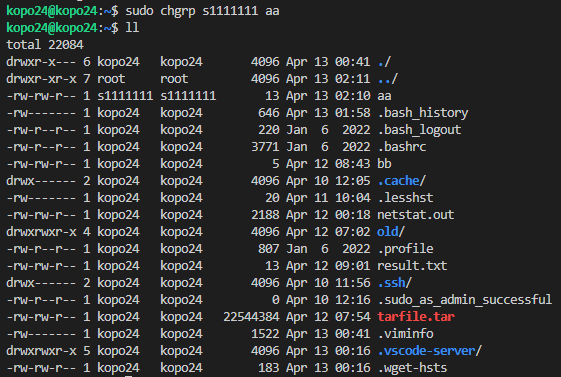 kopo24@kopo24:~$ sudo chgrp s1111111 aa
kopo24@kopo24:~$ ll
total 22084
drwxr-x--- 6 kopo24   kopo24       4096 Apr 13 00:41 ./
drwxr-xr-x 7 root     root         4096 Apr 13 02:11 ../
-rw-rw-r-- 1 s1111111 s1111111       13 Apr 13 02:10 aa
-rw------- 1 kopo24   kopo24        646 Apr 13 01:58 .bash_history
-rw-r--r-- 1 kopo24   kopo24        220 Jan  6  2022 .bash_logout
-rw-r--r-- 1 kopo24   kopo24       3771 Jan  6  2022 .bashrc
-rw-rw-r-- 1 kopo24   kopo24          5 Apr 12 08:43 bb
drwx------ 2 kopo24   kopo24       4096 Apr 10 12:05 .cache/
-rw------- 1 kopo24   kopo24         20 Apr 11 10:04 .lesshst
-rw-rw-r-- 1 kopo24   kopo24       2188 Apr 12 00:18 netstat.out
drwxrwxr-x 4 kopo24   kopo24       4096 Apr 12 07:02 old/
-rw-r--r-- 1 kopo24   kopo24        807 Jan  6  2022 .profile
-rw-rw-r-- 1 kopo24   kopo24         13 Apr 12 09:01 result.txt
drwx------ 2 kopo24   kopo24       4096 Apr 10 11:56 .ssh/
-rw-r--r-- 1 kopo24   kopo24          0 Apr 10 12:16 .sudo_as_admin_successful
-rw-rw-r-- 1 kopo24   kopo24   22544384 Apr 12 07:54 tarfile.tar
-rw------- 1 kopo24   kopo24       1522 Apr 13 00:41 .viminfo
drwxrwxr-x 5 kopo24   kopo24       4096 Apr 13 00:16 .vscode-server/
-rw-rw-r-- 1 kopo24   kopo24        183 Apr 13 00:16 .wget-hsts